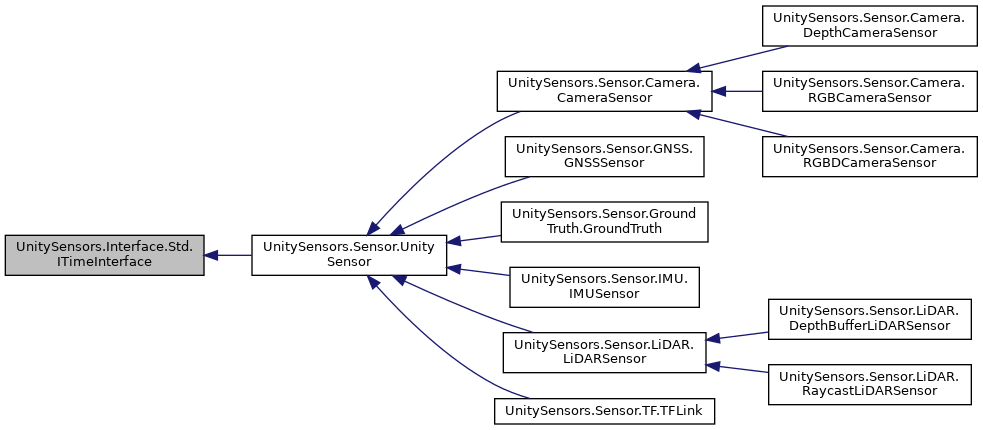 UnitySensors.Interface.Std.
ITimeInterface
UnitySensors.Sensor.Unity
Sensor
UnitySensors.Sensor.Camera.
CameraSensor
UnitySensors.Sensor.GNSS.
GNSSSensor
UnitySensors.Sensor.Ground
Truth.GroundTruth
UnitySensors.Sensor.IMU.
IMUSensor
UnitySensors.Sensor.LiDAR.
LiDARSensor
UnitySensors.Sensor.TF.TFLink
UnitySensors.Sensor.Camera.
DepthCameraSensor
UnitySensors.Sensor.Camera.
RGBCameraSensor
UnitySensors.Sensor.Camera.
RGBDCameraSensor
UnitySensors.Sensor.LiDAR.
DepthBufferLiDARSensor
UnitySensors.Sensor.LiDAR.
RaycastLiDARSensor